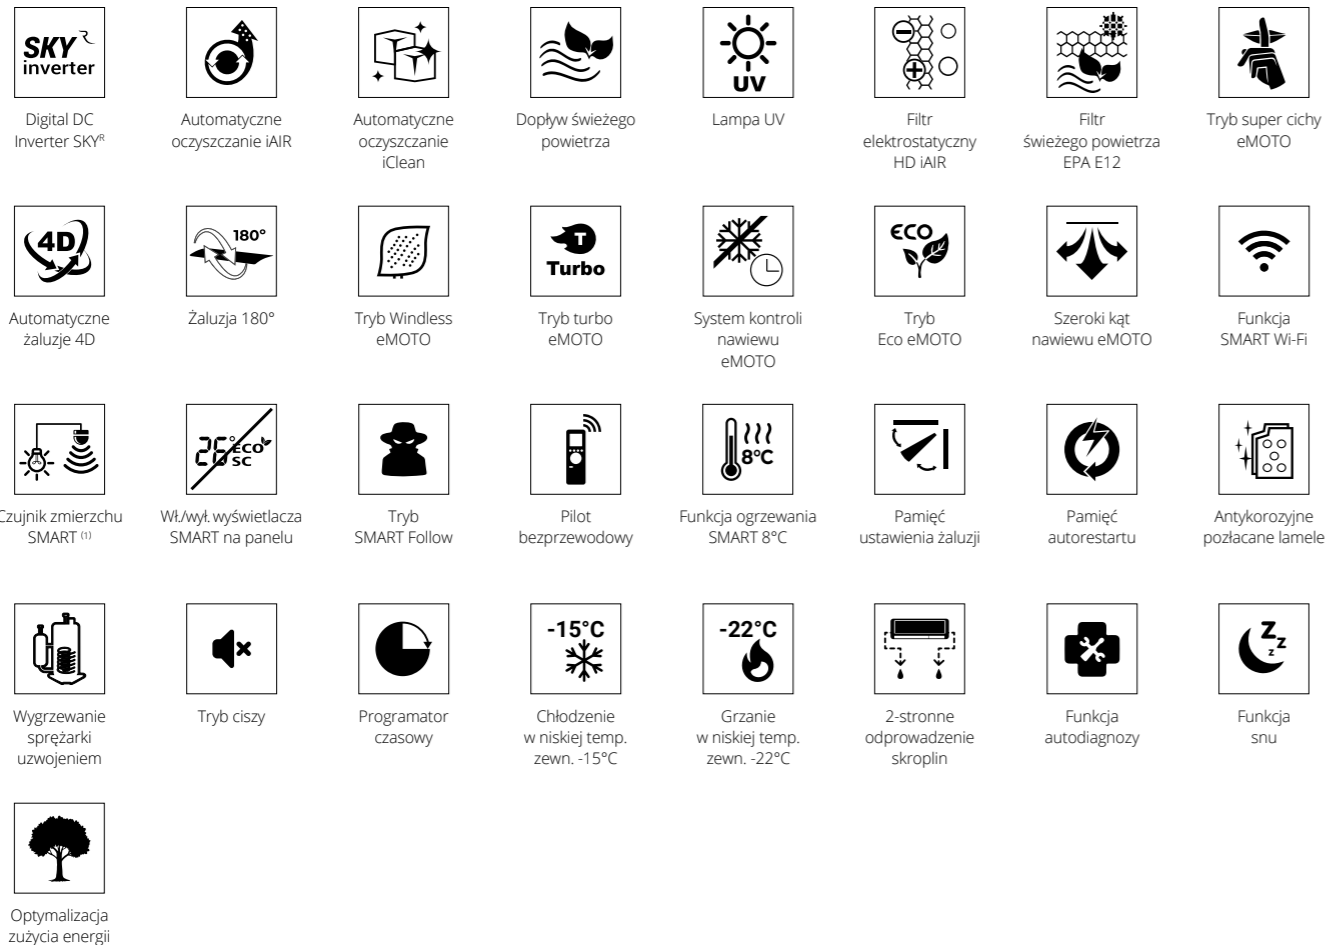 SKY R
inverter
Digital DC
Inverter SKYR
Automatyczne
oczyszczanie iAIR
Automatyczne
oczyszczanie
iClean
Dopływ świeżego
powietrza
UV
Lampa UV
Filtr
elektrostatyczny
HD iAIR
Filtr
świeżego powietrza
EPA E12
Tryb super cichy
eMOTO
4D
Automatyczne
żaluzje 4D
180°
Żaluzja 180°
Tryb Windless
eMOTO
T
Turbo
Tryb turbo
eMOTO
System kontroli
nawiewu
eMOTO
ECO
Tryb
Eco eMOTO
Szeroki kąt
nawiewu eMOTO
Funkcja
SMART Wi-Fi
Czujnik zmierzchu
SMART (1)
26° ECO
SC
Wł./wył. wyświetlacza
SMART na panelu
Tryb
SMART Follow
Pilot
bezprzewodowy
8°C
Funkcja ogrzewania
SMART 8°C
Pamięć
ustawienia żaluzji
Pamięć
autorestartu
Antykorozyjne
pozłacane lamele
Wygrzewanie
sprężarki
uzwojeniem
Tryb ciszy
Programator
czasowy
-15°C
Chłodzenie
w niskiej temp.
zewn. -15°C
-22°C
Grzanie
w niskiej temp.
zewn. -22°C
2-stronne
odprowadzenie
skroplin
Funkcja
autodiagnozy
Z z z
Funkcja
snu
Optymalizacja
zużycia energii